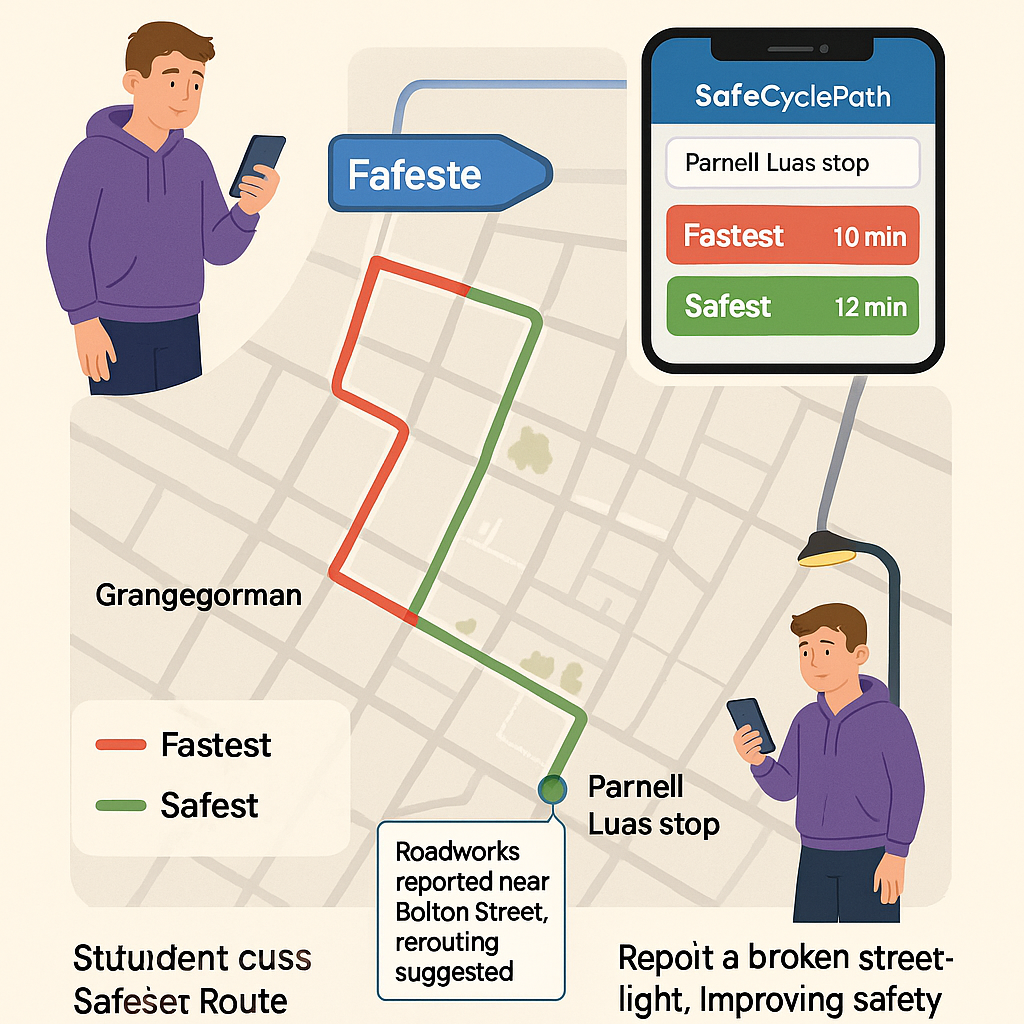 SafeCyclePath
Parnell Luas stop
Fastest 10 min
Safest 12 min
Fafeste
Grangegorman
Fastest
Safest
Parnell
Luas stop
Roadworks
reported near
Bolton Street,
rerouting
suggested
cuss
Route
Repoit a broken street-
light, Improving safety